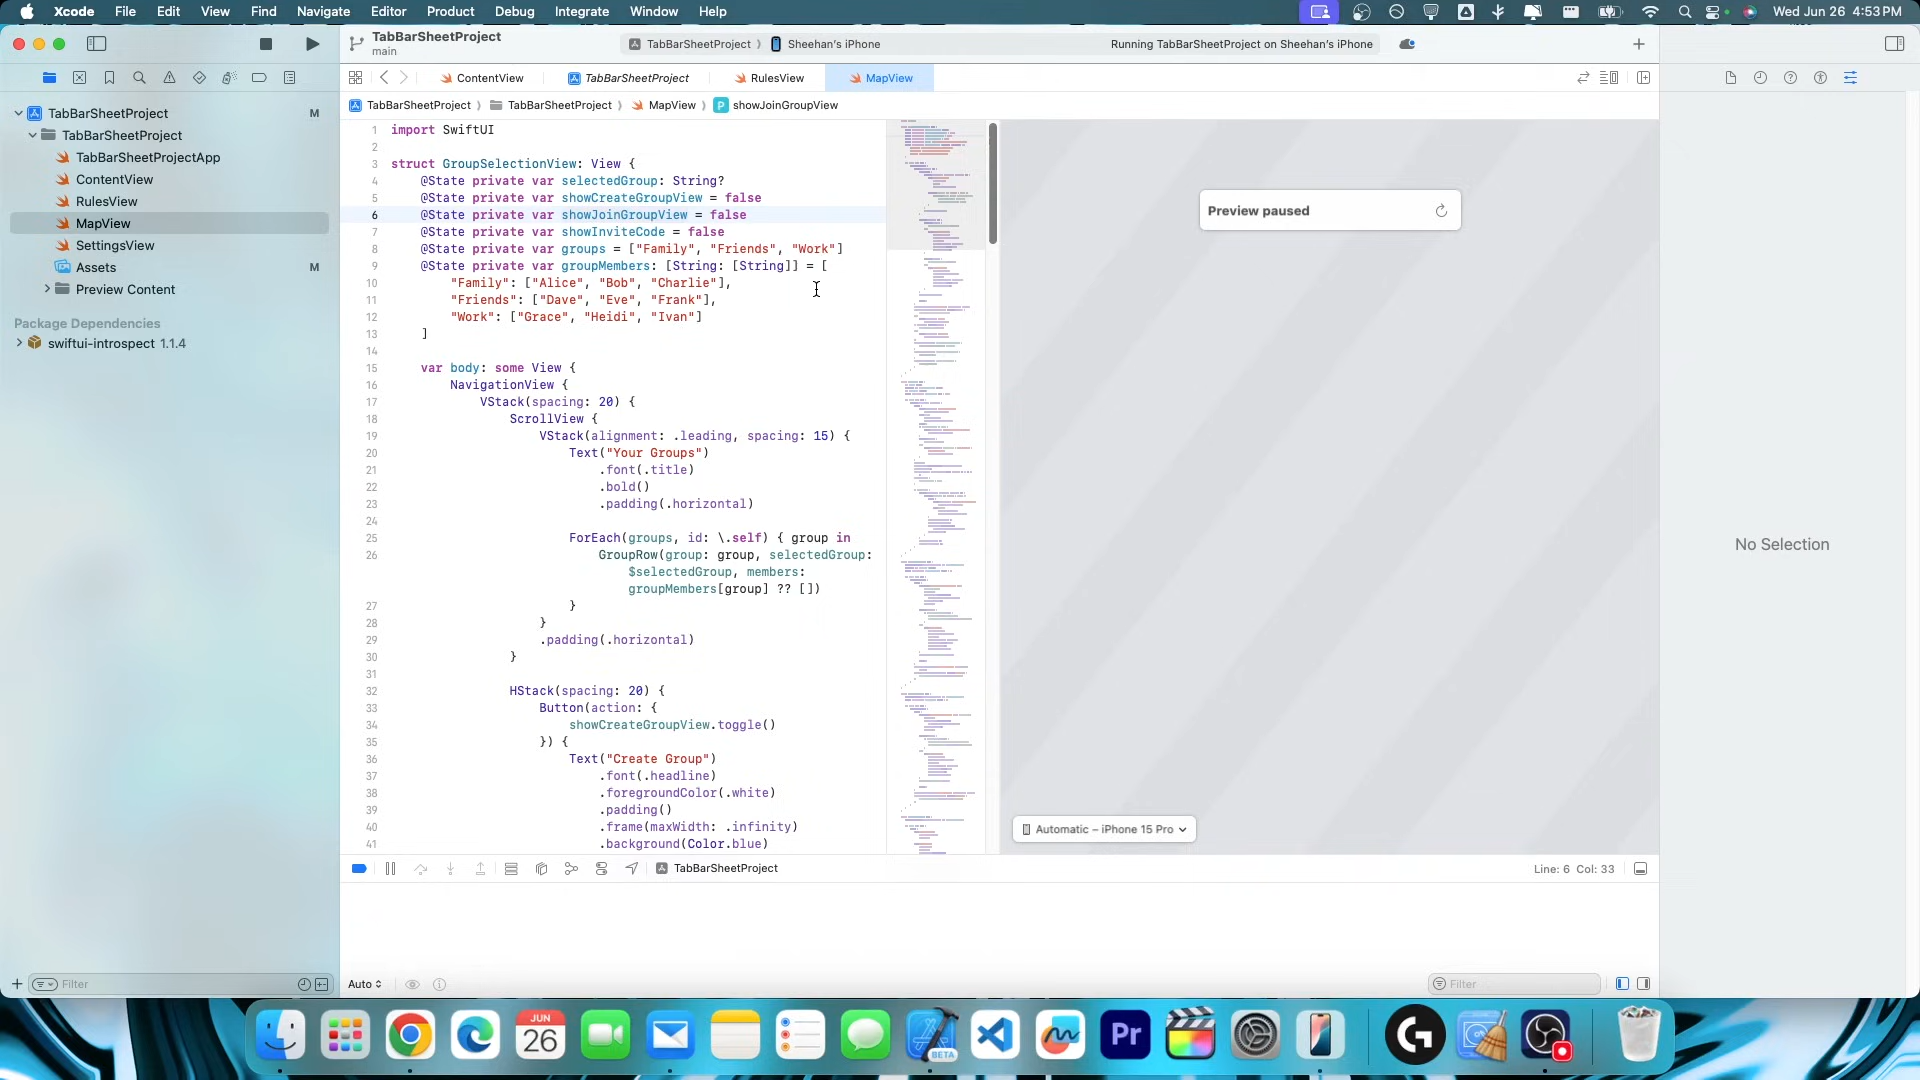 Xcode File Edit View Find Navigate Editor Product Debug Integrate Window Help Wed Jun 26 4:53 PM
TabBarSheetProject
main
TabBarSheetProject Sheehan's iPhone Running TabBarSheetProject on Sheehan's iPhone
ContentView TabBarSheetProject RulesView MapView
TabBarSheetProject TabBarSheetProject MapView P showJoinGroupView
TabBarSheetProject M
TabBarSheetProject
TabBarSheetProjectApp
ContentView
RulesView
MapView
SettingsView
Assets M
Preview Content
Package Dependencies
swiftui-introspect 1.1.4
1 import SwiftUI
2
3 struct GroupSelectionView: View {
4 @State private var selectedGroup: String?
5 @State private var showCreateGroupView = false
6 @State private var showJoinGroupView = false
7 @State private var showInviteCode = false
8 @State private var groups = ["Family", "Friends", "Work"]
9 @State private var groupMembers: [String: [String]] = [
10 "Family": ["Alice", "Bob", "Charlie"],
11 "Friends": ["Dave", "Eve", "Frank"],
12 "Work": ["Grace", "Heidi", "Ivan"]
13 ]
14
15 var body: some View {
16 NavigationView {
17 VStack(spacing: 20) {
18 ScrollView {
19 VStack(alignment: .leading, spacing: 15) {
20 Text("Your Groups")
21 .font(.title)
22 .bold()
23 .padding(.horizontal)
24
25 ForEach(groups, id: \.self) { group in
26 GroupRow(group: group, selectedGroup:
$selectedGroup, members:
groupMembers[group] ?? [])
27 }
28 }
29 .padding(.horizontal)
30 }
31
32 HStack(spacing: 20) {
33 Button(action: {
34 showCreateGroupView.toggle()
35 }) {
36 Text("Create Group")
37 .font(.headline)
38 .foregroundColor(.white)
39 .padding()
40 .frame(maxWidth: .infinity)
41 .background(Color.blue)
Preview paused
Automatic – iPhone 15 Pro
No Selection
TabBarSheetProject
Line: 6 Col: 33
Filter
Auto
Filter
JUN
26
BETA
Pr